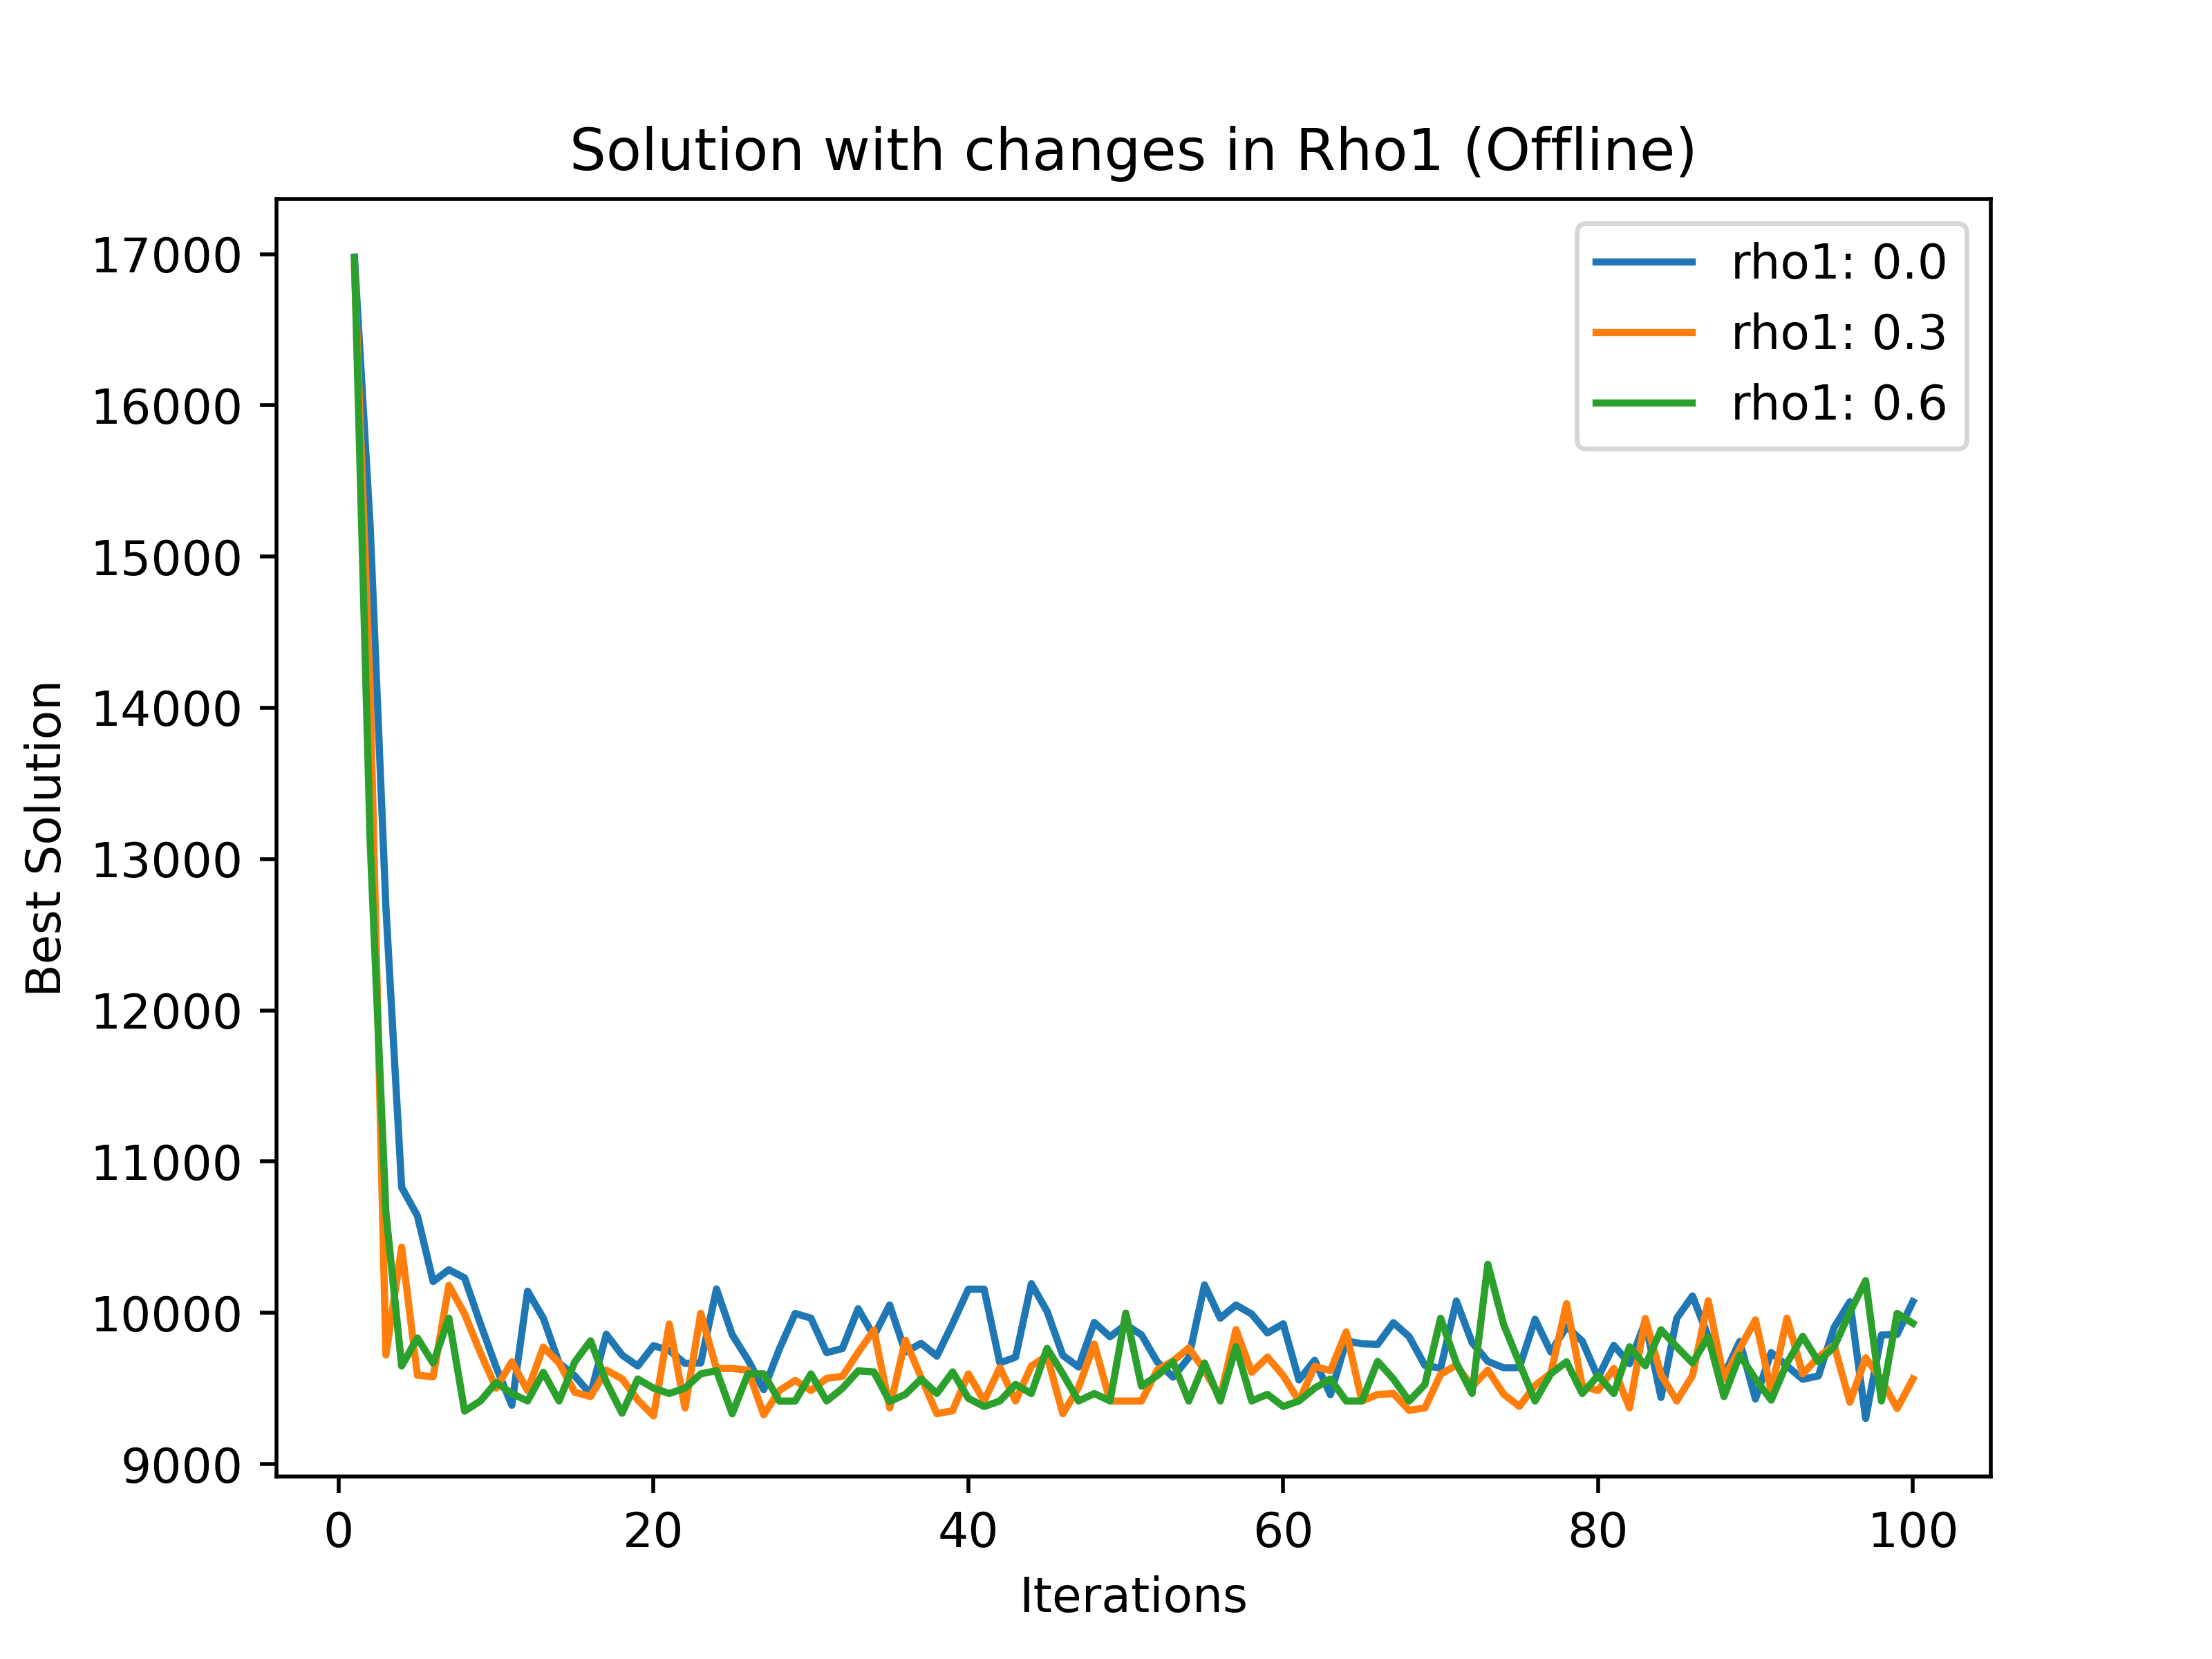 Solution with changes in Rho1 (Offline)
rho1: 0.0
rho1: 0.3
rho1: 0.6
Best Solution
17000
16000
15000
14000
13000
12000
11000
10000
9000
0 20 40 60 80 100
Iterations